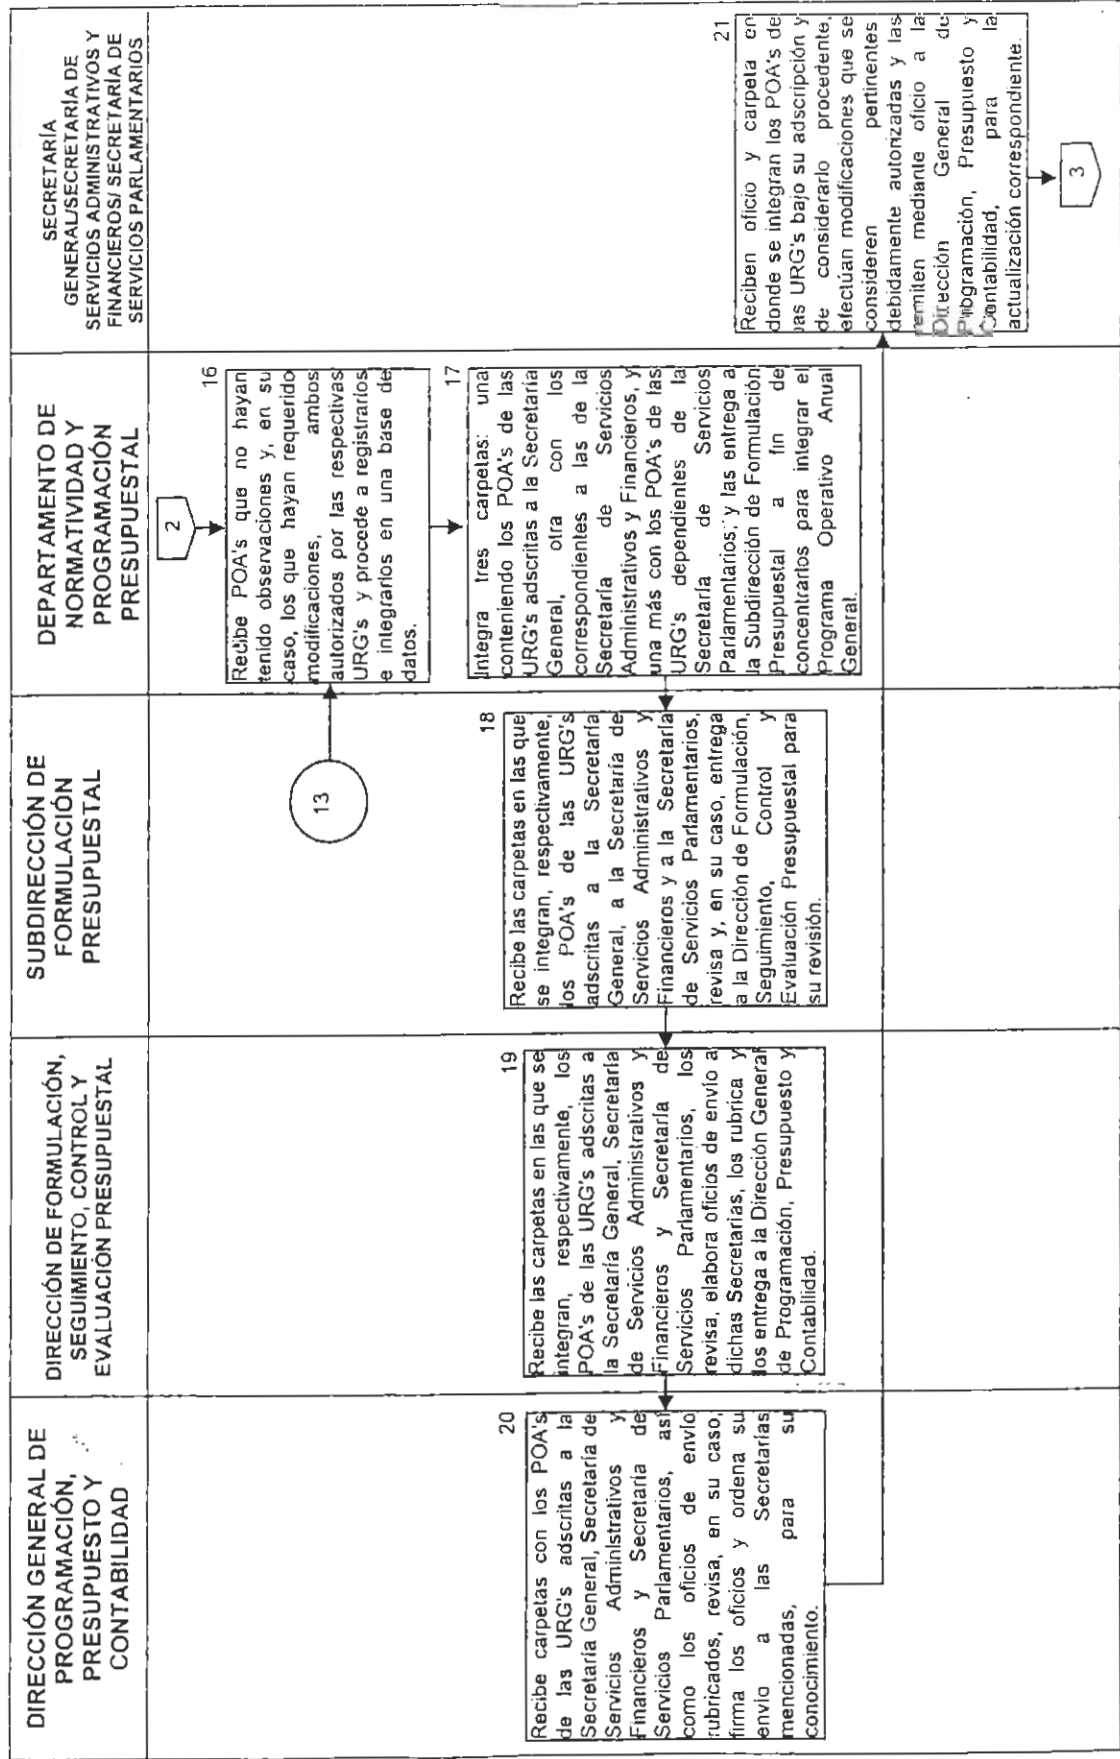 DIRECCIÓN GENERAL DE
PROGRAMACIÓN,
PRESUPUESTO Y
CONTABILIDAD
DIRECCIÓN DE FORMULACIÓN,
SEGUIMIENTO, CONTROL Y
EVALUACIÓN PRESUPUESTAL
SUBDIRECCIÓN DE
FORMULACIÓN
PRESUPUESTAL
DEPARTAMENTO DE
NORMATIVIDAD Y
PROGRAMACIÓN
PRESUPUESTAL
SECRETARÍA
GENERAL/SECRETARÍA DE
SERVICIOS ADMINISTRATIVOS Y
FINANCIEROS/ SECRETARÍA DE
SERVICIOS PARLAMENTARIOS
2
13
16
Recibe POA's que no hayan
tenido observaciones y, en su
caso, los que hayan requerido
modificaciones, ambos
autorizados por las respectivas
URG's y procede a registrarlos
e integrarlos en una base de
datos.
17
Integra tres carpetas: una
conteniendo los POA's de las
URG's adscritas a la Secretaría
General, otra con los
correspondientes a las de la
Secretaría de Servicios
Administrativos y Financieros, y
una más con los POA's de las
URG's dependientes de la
Secretaría de Servicios
Parlamentarios; y las entrega a
la Subdirección de Formulación
Presupuestal a fin de
concentrarlos para integrar el
Programa Operativo Anual
General.
18
Recibe las carpetas en las que
se integran, respectivamente,
los POA's de las URG's
adscritas a la Secretaría
General, a la Secretaría de
Servicios Administrativos y
Financieros y a la Secretaría
de Servicios Parlamentarios,
revisa y, en su caso, entrega
a la Dirección de Formulación,
Seguimiento, Control y
Evaluación Presupuestal para
su revisión.
19
Recibe las carpetas en las que se
integran, respectivamente, los
POA's de las URG's adscritas a
la Secretaría General, Secretaría
de Servicios Administrativos y
Financieros y Secretaría de
Servicios Parlamentarios, los
revisa, elabora oficios de envío a
dichas Secretarías, los rubrica y
los entrega a la Dirección General
de Programación, Presupuesto y
Contabilidad.
20
Recibe carpetas con los POA's
de las URG's adscritas a la
Secretaría General, Secretaría de
Servicios Administrativos y
Financieros y Secretaría de
Servicios Parlamentarios, así
como los oficios de envío
rubricados, revisa, en su caso,
firma los oficios y ordena su
envío a las Secretarías
mencionadas, para su
conocimiento.
21
Reciben oficio y carpeta en
donde se integran los POA's de
las URG's bajo su adscripción y
de considerarlo procedente,
efectúan modificaciones que se
consideren pertinentes
debidamente autorizadas y las
remiten mediante oficio a la
Dirección General de
Programación, Presupuesto y
Contabilidad, para la
actualización correspondiente.
3